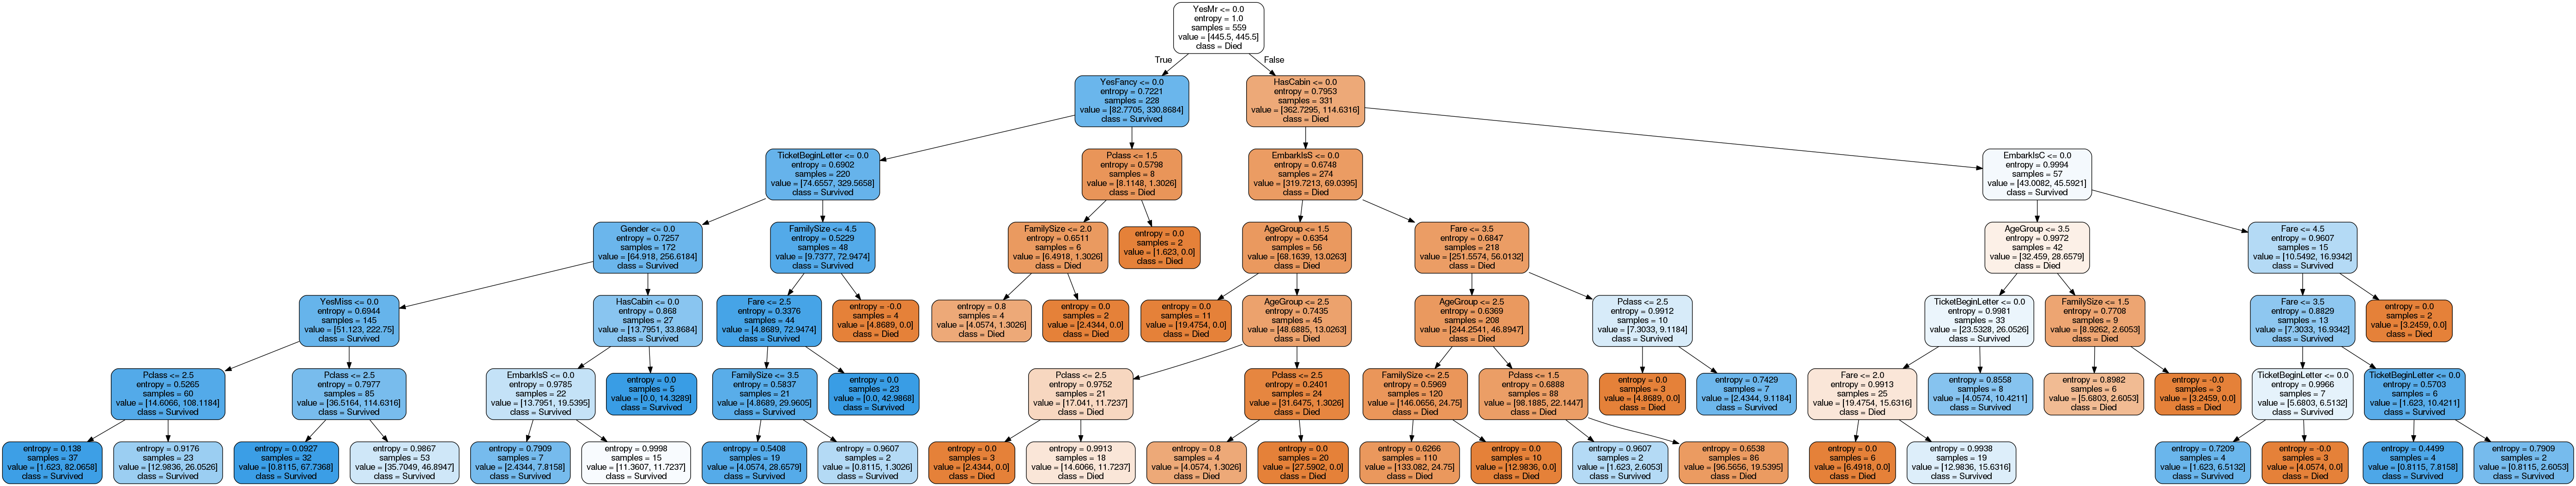 YesMr <= 0.0
entropy = 1.0
samples = 559
value = [445.5, 445.5]
class = Died
True
False
YesFancy <= 0.0
entropy = 0.7221
samples = 228
value = [82.7705, 330.8684]
class = Survived
HasCabin <= 0.0
entropy = 0.7953
samples = 331
value = [362.7295, 114.6316]
class = Died
TicketBeginLetter <= 0.0
entropy = 0.6902
samples = 220
value = [74.6557, 329.5658]
class = Survived
Pclass <= 1.5
entropy = 0.5798
samples = 8
value = [8.1148, 1.3026]
class = Died
EmbarkIsS <= 0.0
entropy = 0.6748
samples = 274
value = [319.7213, 69.0395]
class = Died
EmbarkIsC <= 0.0
entropy = 0.9994
samples = 57
value = [43.0082, 45.5921]
class = Survived
Gender <= 0.0
entropy = 0.7257
samples = 172
value = [64.918, 256.6184]
class = Survived
FamilySize <= 4.5
entropy = 0.5229
samples = 48
value = [9.7377, 72.9474]
class = Survived
FamilySize <= 2.0
entropy = 0.6511
samples = 6
value = [6.4918, 1.3026]
class = Died
entropy = 0.0
samples = 2
value = [1.623, 0.0]
class = Died
AgeGroup <= 1.5
entropy = 0.6354
samples = 56
value = [68.1639, 13.0263]
class = Died
Fare <= 3.5
entropy = 0.6847
samples = 218
value = [251.5574, 56.0132]
class = Died
AgeGroup <= 3.5
entropy = 0.9972
samples = 42
value = [32.459, 28.6579]
class = Died
Fare <= 4.5
entropy = 0.9607
samples = 15
value = [10.5492, 16.9342]
class = Survived
YesMiss <= 0.0
entropy = 0.6944
samples = 145
value = [51.123, 222.75]
class = Survived
HasCabin <= 0.0
entropy = 0.868
samples = 27
value = [13.7951, 33.8684]
class = Survived
Fare <= 2.5
entropy = 0.3376
samples = 44
value = [4.8689, 72.9474]
class = Survived
entropy = -0.0
samples = 4
value = [4.8689, 0.0]
class = Died
entropy = 0.8
samples = 4
value = [4.0574, 1.3026]
class = Died
entropy = 0.0
samples = 2
value = [2.4344, 0.0]
class = Died
entropy = 0.0
samples = 11
value = [19.4754, 0.0]
class = Died
AgeGroup <= 2.5
entropy = 0.7435
samples = 45
value = [48.6885, 13.0263]
class = Died
AgeGroup <= 2.5
entropy = 0.6369
samples = 208
value = [244.2541, 46.8947]
class = Died
Pclass <= 2.5
entropy = 0.9912
samples = 10
value = [7.3033, 9.1184]
class = Survived
TicketBeginLetter <= 0.0
entropy = 0.9981
samples = 33
value = [23.5328, 26.0526]
class = Survived
FamilySize <= 1.5
entropy = 0.7708
samples = 9
value = [8.9262, 2.6053]
class = Died
Fare <= 3.5
entropy = 0.8829
samples = 13
value = [7.3033, 16.9342]
class = Survived
entropy = 0.0
samples = 2
value = [3.2459, 0.0]
class = Died
Pclass <= 2.5
entropy = 0.5265
samples = 60
value = [14.6066, 108.1184]
class = Survived
Pclass <= 2.5
entropy = 0.7977
samples = 85
value = [36.5164, 114.6316]
class = Survived
EmbarkIsS <= 0.0
entropy = 0.9785
samples = 22
value = [13.7951, 19.5395]
class = Survived
entropy = 0.0
samples = 5
value = [0.0, 14.3289]
class = Survived
FamilySize <= 3.5
entropy = 0.5837
samples = 21
value = [4.8689, 29.9605]
class = Survived
entropy = 0.0
samples = 23
value = [0.0, 42.9868]
class = Survived
Pclass <= 2.5
entropy = 0.9752
samples = 21
value = [17.041, 11.7237]
class = Died
Pclass <= 2.5
entropy = 0.2401
samples = 24
value = [31.6475, 1.3026]
class = Died
FamilySize <= 2.5
entropy = 0.5969
samples = 120
value = [146.0656, 24.75]
class = Died
Pclass <= 1.5
entropy = 0.6888
samples = 88
value = [98.1885, 22.1447]
class = Died
entropy = 0.0
samples = 3
value = [4.8689, 0.0]
class = Died
entropy = 0.7429
samples = 7
value = [2.4344, 9.1184]
class = Survived
Fare <= 2.0
entropy = 0.9913
samples = 25
value = [19.4754, 15.6316]
class = Died
entropy = 0.8558
samples = 8
value = [4.0574, 10.4211]
class = Survived
entropy = 0.8982
samples = 6
value = [5.6803, 2.6053]
class = Died
entropy = -0.0
samples = 3
value = [3.2459, 0.0]
class = Died
TicketBeginLetter <= 0.0
entropy = 0.9966
samples = 7
value = [5.6803, 6.5132]
class = Survived
TicketBeginLetter <= 0.0
entropy = 0.5703
samples = 6
value = [1.623, 10.4211]
class = Survived
entropy = 0.138
samples = 37
value = [1.623, 82.0658]
class = Survived
entropy = 0.9176
samples = 23
value = [12.9836, 26.0526]
class = Survived
entropy = 0.0927
samples = 32
value = [0.8115, 67.7368]
class = Survived
entropy = 0.9867
samples = 53
value = [35.7049, 46.8947]
class = Survived
entropy = 0.7909
samples = 7
value = [2.4344, 7.8158]
class = Survived
entropy = 0.9998
samples = 15
value = [11.3607, 11.7237]
class = Survived
entropy = 0.5408
samples = 19
value = [4.0574, 28.6579]
class = Survived
entropy = 0.9607
samples = 2
value = [0.8115, 1.3026]
class = Survived
entropy = 0.0
samples = 3
value = [2.4344, 0.0]
class = Died
entropy = 0.9913
samples = 18
value = [14.6066, 11.7237]
class = Died
entropy = 0.8
samples = 4
value = [4.0574, 1.3026]
class = Died
entropy = 0.0
samples = 20
value = [27.5902, 0.0]
class = Died
entropy = 0.6266
samples = 110
value = [133.082, 24.75]
class = Died
entropy = 0.0
samples = 10
value = [12.9836, 0.0]
class = Died
entropy = 0.9607
samples = 2
value = [1.623, 2.6053]
class = Survived
entropy = 0.6538
samples = 86
value = [96.5656, 19.5395]
class = Died
entropy = 0.0
samples = 6
value = [6.4918, 0.0]
class = Died
entropy = 0.9938
samples = 19
value = [12.9836, 15.6316]
class = Survived
entropy = 0.7209
samples = 4
value = [1.623, 6.5132]
class = Survived
entropy = -0.0
samples = 3
value = [4.0574, 0.0]
class = Died
entropy = 0.4499
samples = 4
value = [0.8115, 7.8158]
class = Survived
entropy = 0.7909
samples = 2
value = [0.8115, 2.6053]
class = Survived